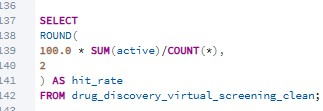 136
137 SELECT
138 ROUND(
139 100.0 * SUM(active)/COUNT(*),
140 2
141 ) AS hit_rate
142 FROM drug_discovery_virtual_screening_clean;
143